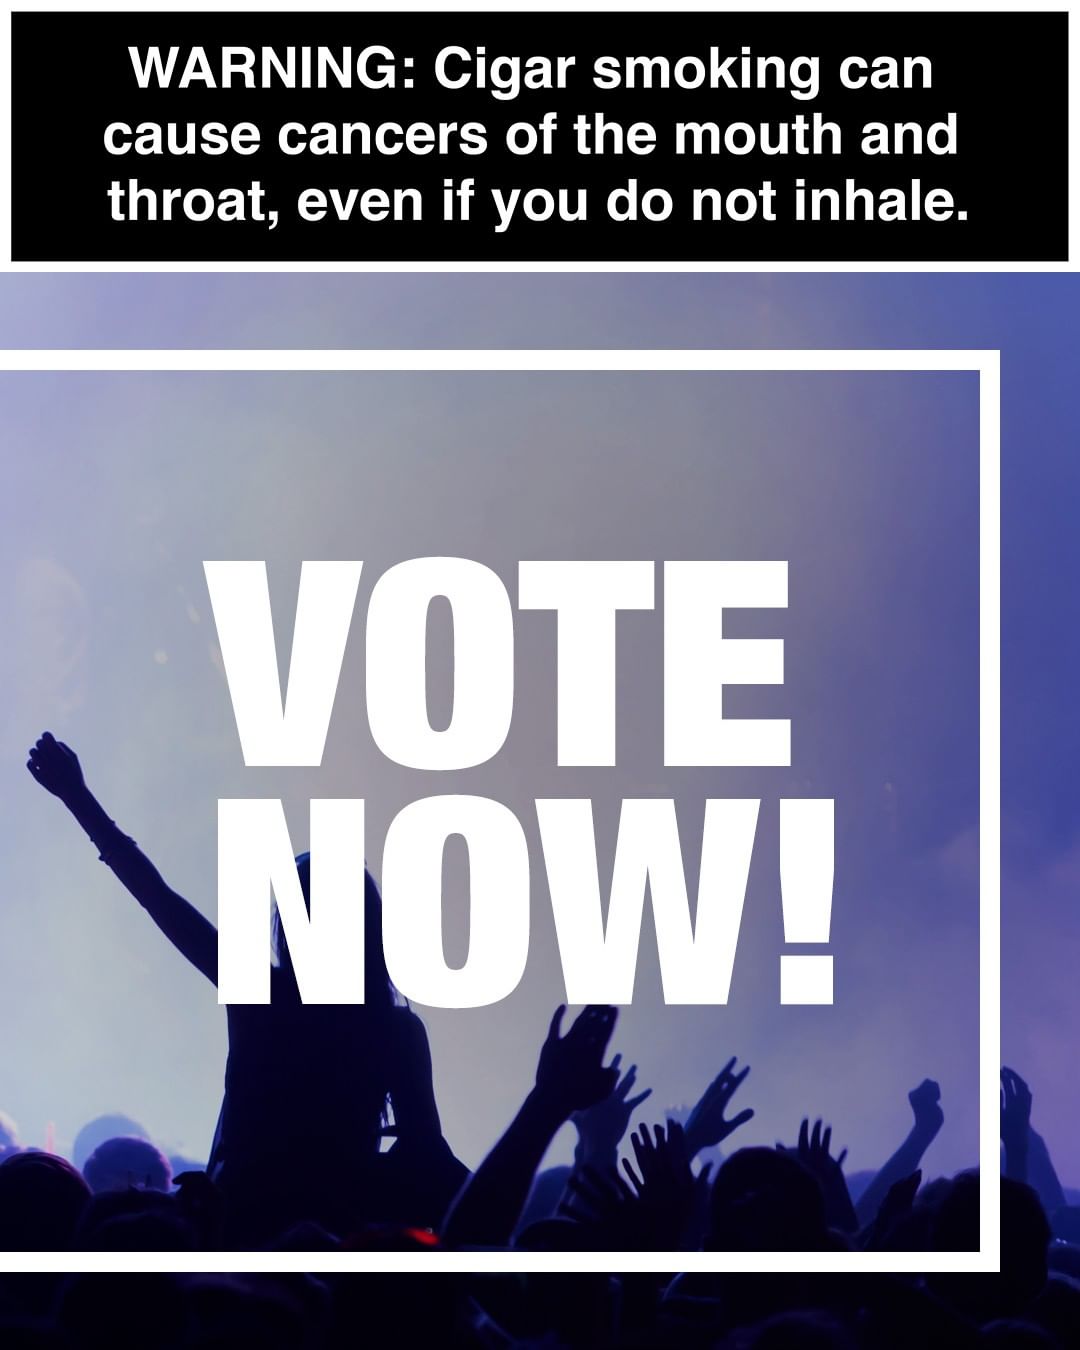 WARNING: Cigar smoking can
cause cancers of the mouth and
throat, even if you do not inhale.
VOTE
NOW!